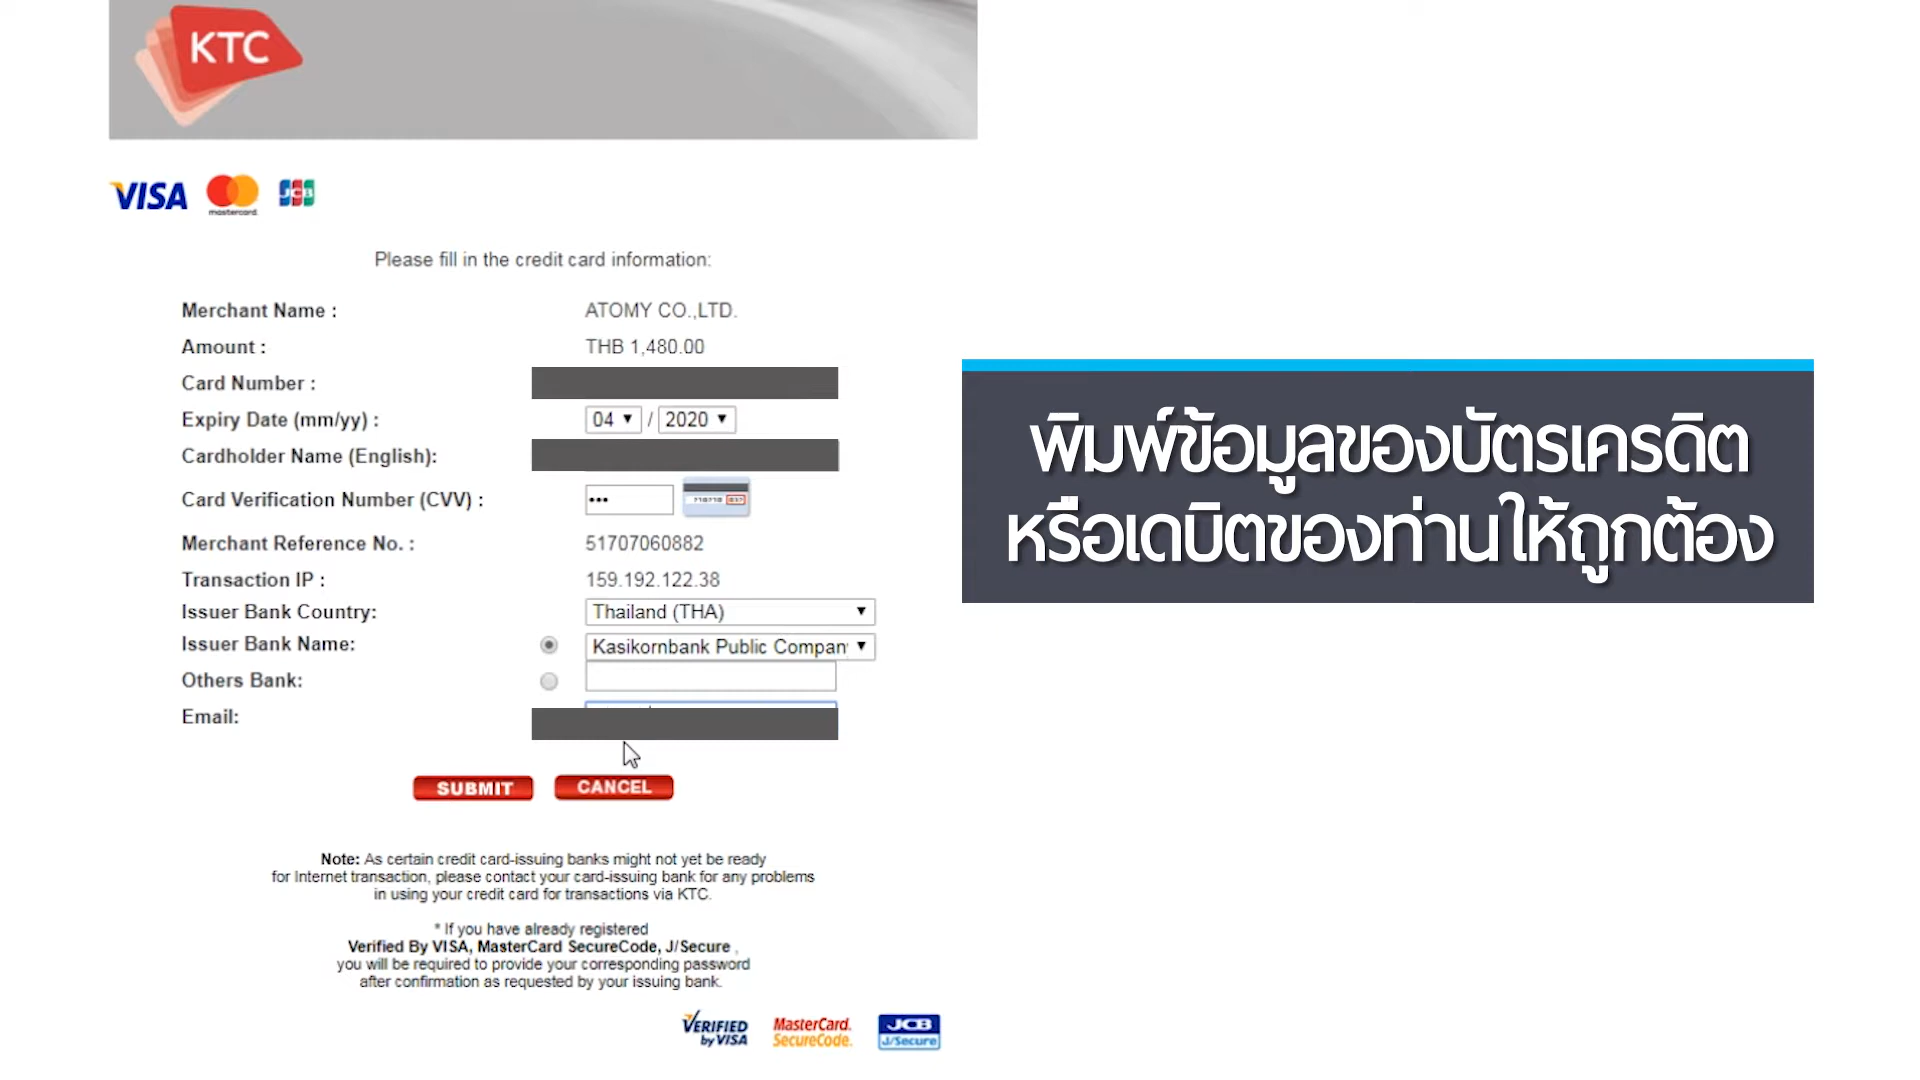 KTC
VISA mastercard. JCB
Please fill in the credit card information:
Merchant Name : ATOMY CO.,LTD.
Amount : THB 1,480.00
Card Number :
Expiry Date (mm/yy) : 04 / 2020
Cardholder Name (English):
Card Verification Number (CVV) : •••
Merchant Reference No. : 51707060882
Transaction IP : 159.192.122.38
Issuer Bank Country: Thailand (THA)
Issuer Bank Name: Kasikornbank Public Company
Others Bank:
Email:
SUBMIT CANCEL
Note: As certain credit card-issuing banks might not yet be ready
for Internet transaction, please contact your card-issuing bank for any problems
in using your credit card for transactions via KTC.
* If you have already registered
Verified By VISA, MasterCard SecureCode, J/Secure ,
you will be required to provide your corresponding password
after confirmation as requested by your issuing bank.
VERIFIED by VISA
MasterCard. SecureCode.
JCB J/Secure
พิมพ์ข้อมูลของบัตรเครดิต
หรือเดบิตของท่านให้ถูกต้อง